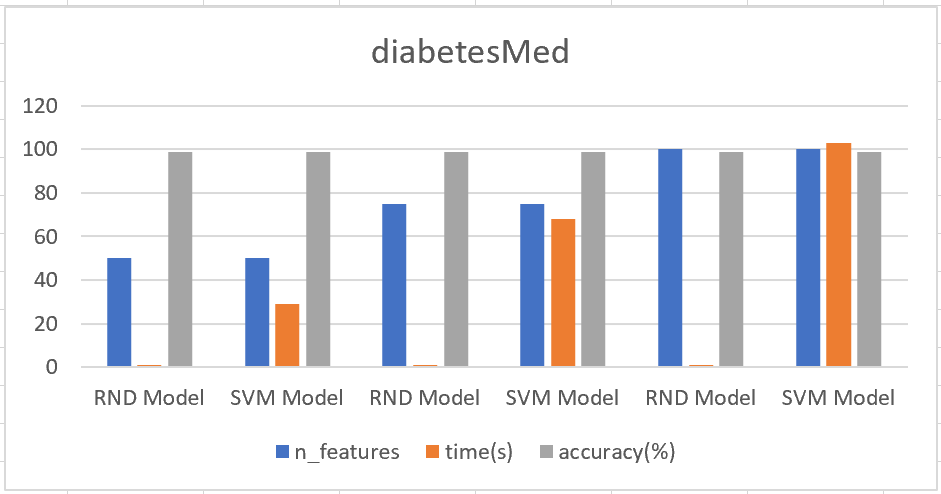 diabetesMed
120
100
80
60
40
20
0
RND Model SVM Model RND Model SVM Model RND Model SVM Model
n_features time(s) accuracy(%)